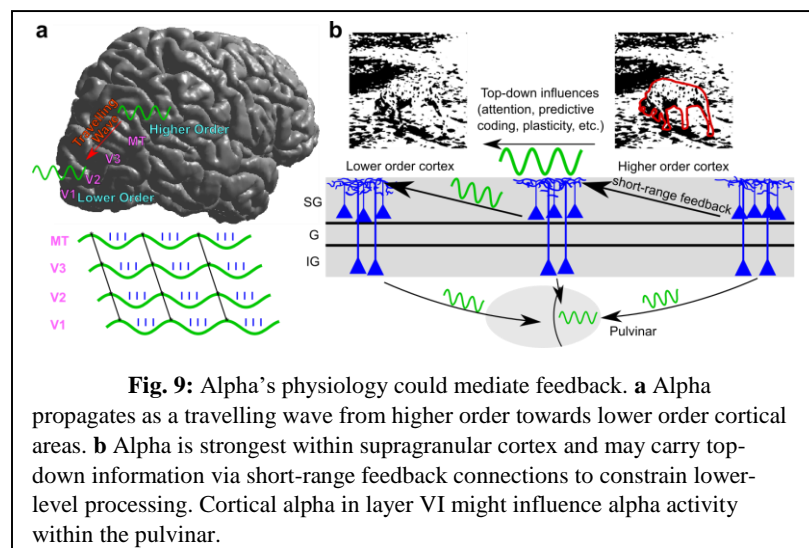 a
Travelling
Wave
Higher Order
MT
V3
V2
V1
Lower Order
MT
V3
V2
V1
b
Top-down influences
(attention, predictive
coding, plasticity, etc.)
Lower order cortex
Higher order cortex
short-range feedback
SG
G
IG
Pulvinar
Fig. 9: Alpha’s physiology could mediate feedback. a Alpha
propagates as a travelling wave from higher order towards lower order cortical
areas. b Alpha is strongest within supragranular cortex and may carry top-
down information via short-range feedback connections to constrain lower-
level processing. Cortical alpha in layer VI might influence alpha activity
within the pulvinar.